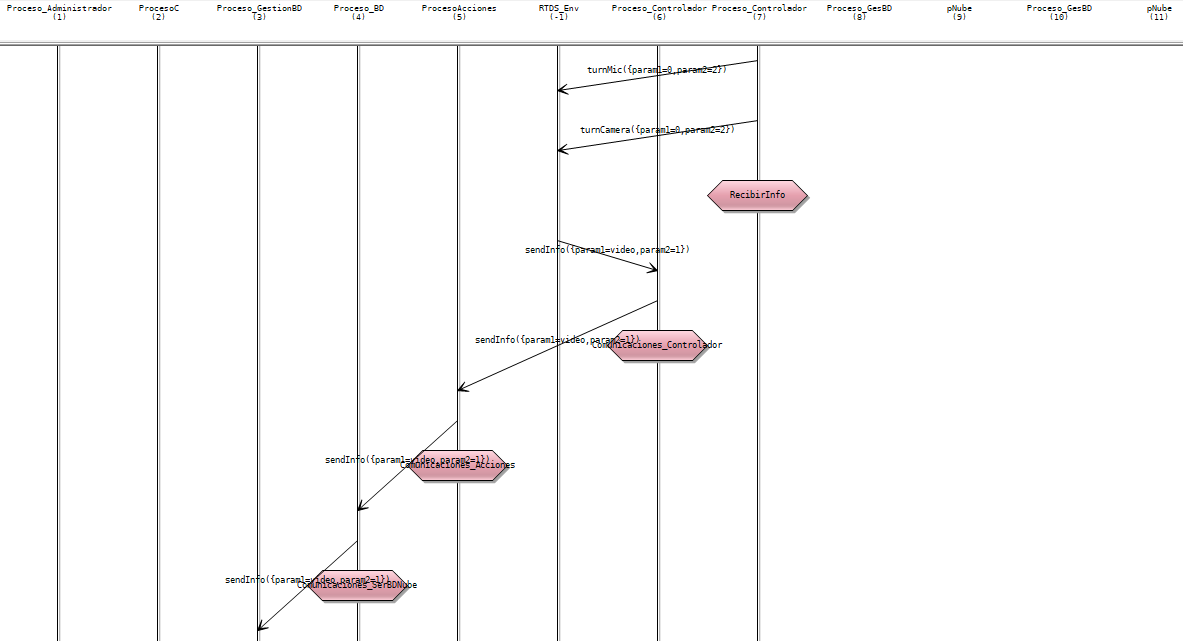 Proceso_Administrador ProcesoC Proceso_GestionBD Proceso_BD ProcesoAcciones RTDS_Env Proceso_Controlador Proceso_Controlador Proceso_GesBD pNube Proceso_GesBD pNube
(1) (2) (3) (4) (5) (-1) (6) (7) (8) (9) (10) (11)
turnMic({param1=0,param2=2})
turnCamera({param1=0,param2=2})
RecibirInfo
sendInfo({param1=video,param2=1})
sendInfo({param1=video,param2=1})
Comunicaciones_Controlador
sendInfo({param1=video,param2=1})
Comunicaciones_Acciones
sendInfo({param1=video,param2=1})
Comunicaciones_SerBDNube